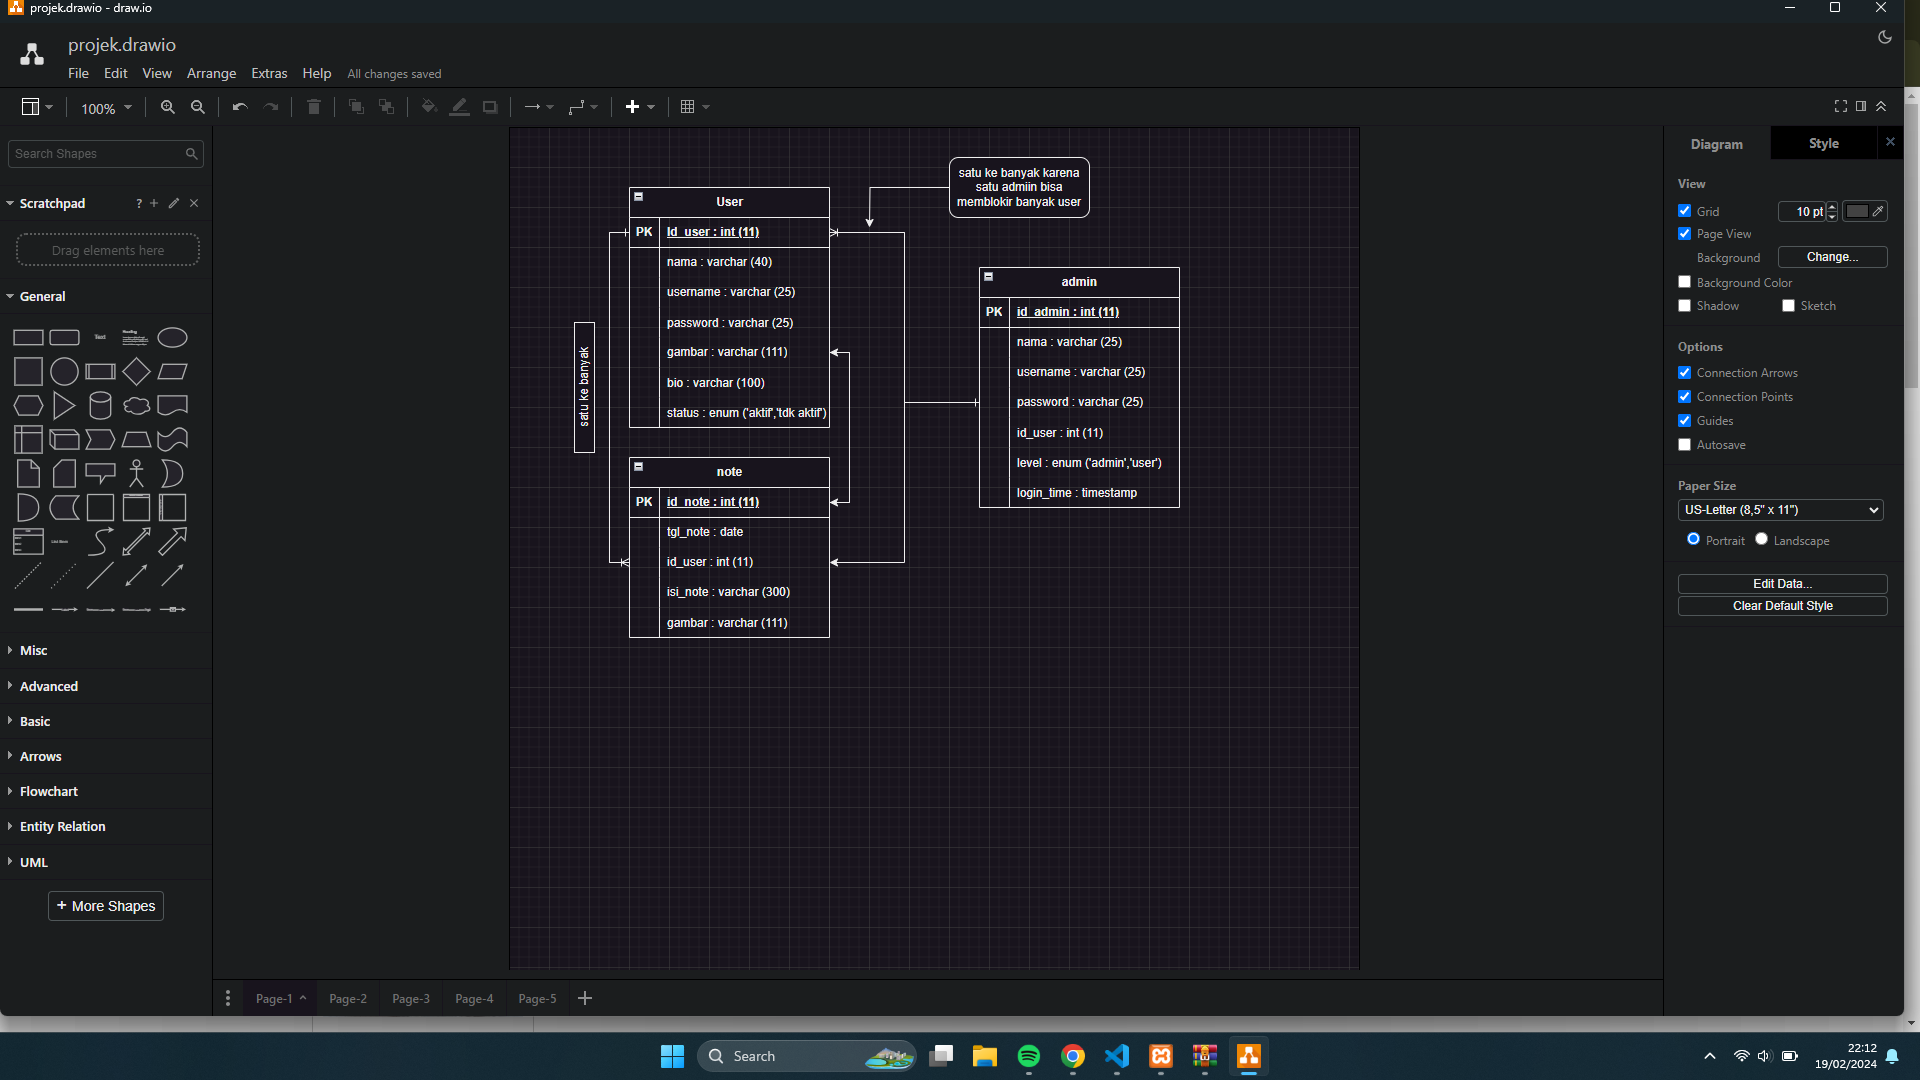 projek.drawio - draw.io
projek.drawio
File Edit View Arrange Extras Help All changes saved
100%
Search Shapes
Scratchpad
?
Drag elements here
General
Text
Heading
List Item
Misc
Advanced
Basic
Arrows
Flowchart
Entity Relation
UML
+ More Shapes
satu ke banyak karena
satu admiin bisa
memblokir banyak user
User
PK Id_user : int (11)
nama : varchar (40)
username : varchar (25)
password : varchar (25)
gambar : varchar (111)
bio : varchar (100)
status : enum ('aktif','tdk aktif')
satu ke banyak
note
PK id_note : int (11)
tgl_note : date
id_user : int (11)
isi_note : varchar (300)
gambar : varchar (111)
admin
PK id_admin : int (11)
nama : varchar (25)
username : varchar (25)
password : varchar (25)
id_user : int (11)
level : enum ('admin','user')
login_time : timestamp
Diagram Style
View
Grid 10 pt
Page View
Background Change...
Background Color
Shadow Sketch
Options
Connection Arrows
Connection Points
Guides
Autosave
Paper Size
US-Letter (8,5" x 11")
Portrait Landscape
Edit Data...
Clear Default Style
Page-1 Page-2 Page-3 Page-4 Page-5
Search
22:12
19/02/2024